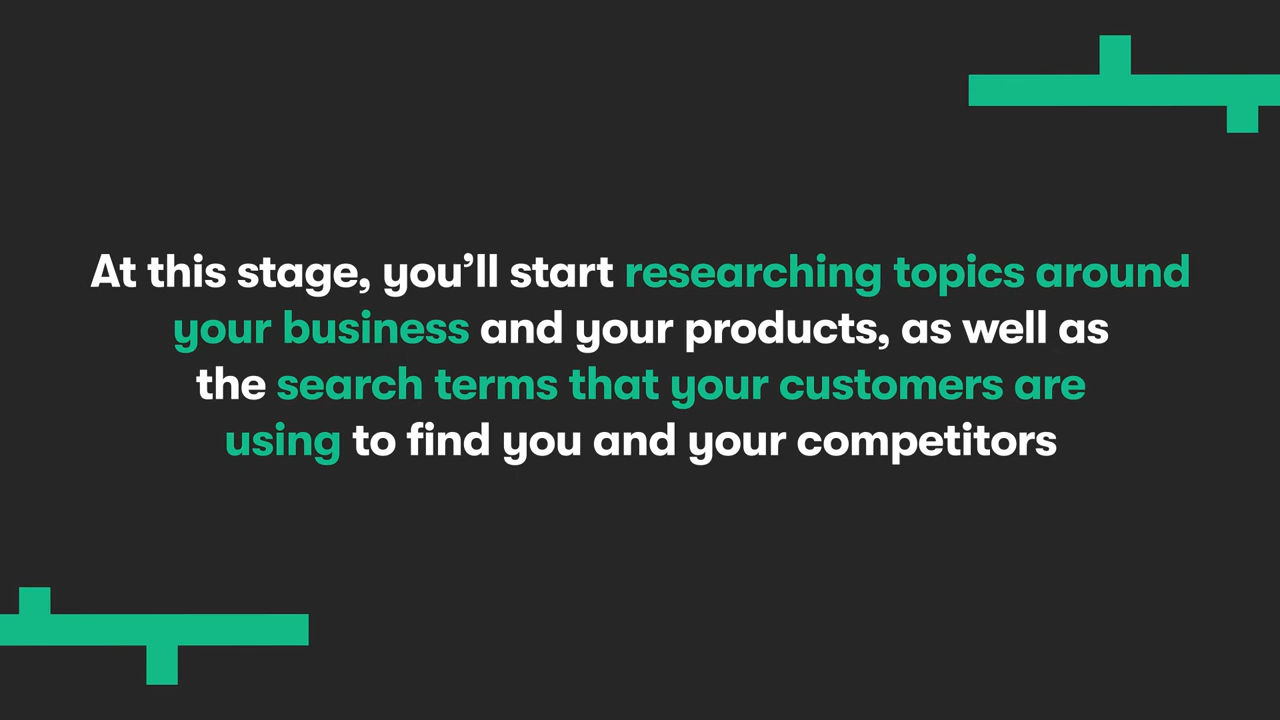 At this stage, you’ll start researching topics around
your business and your products, as well as
the search terms that your customers are
using to find you and your competitors